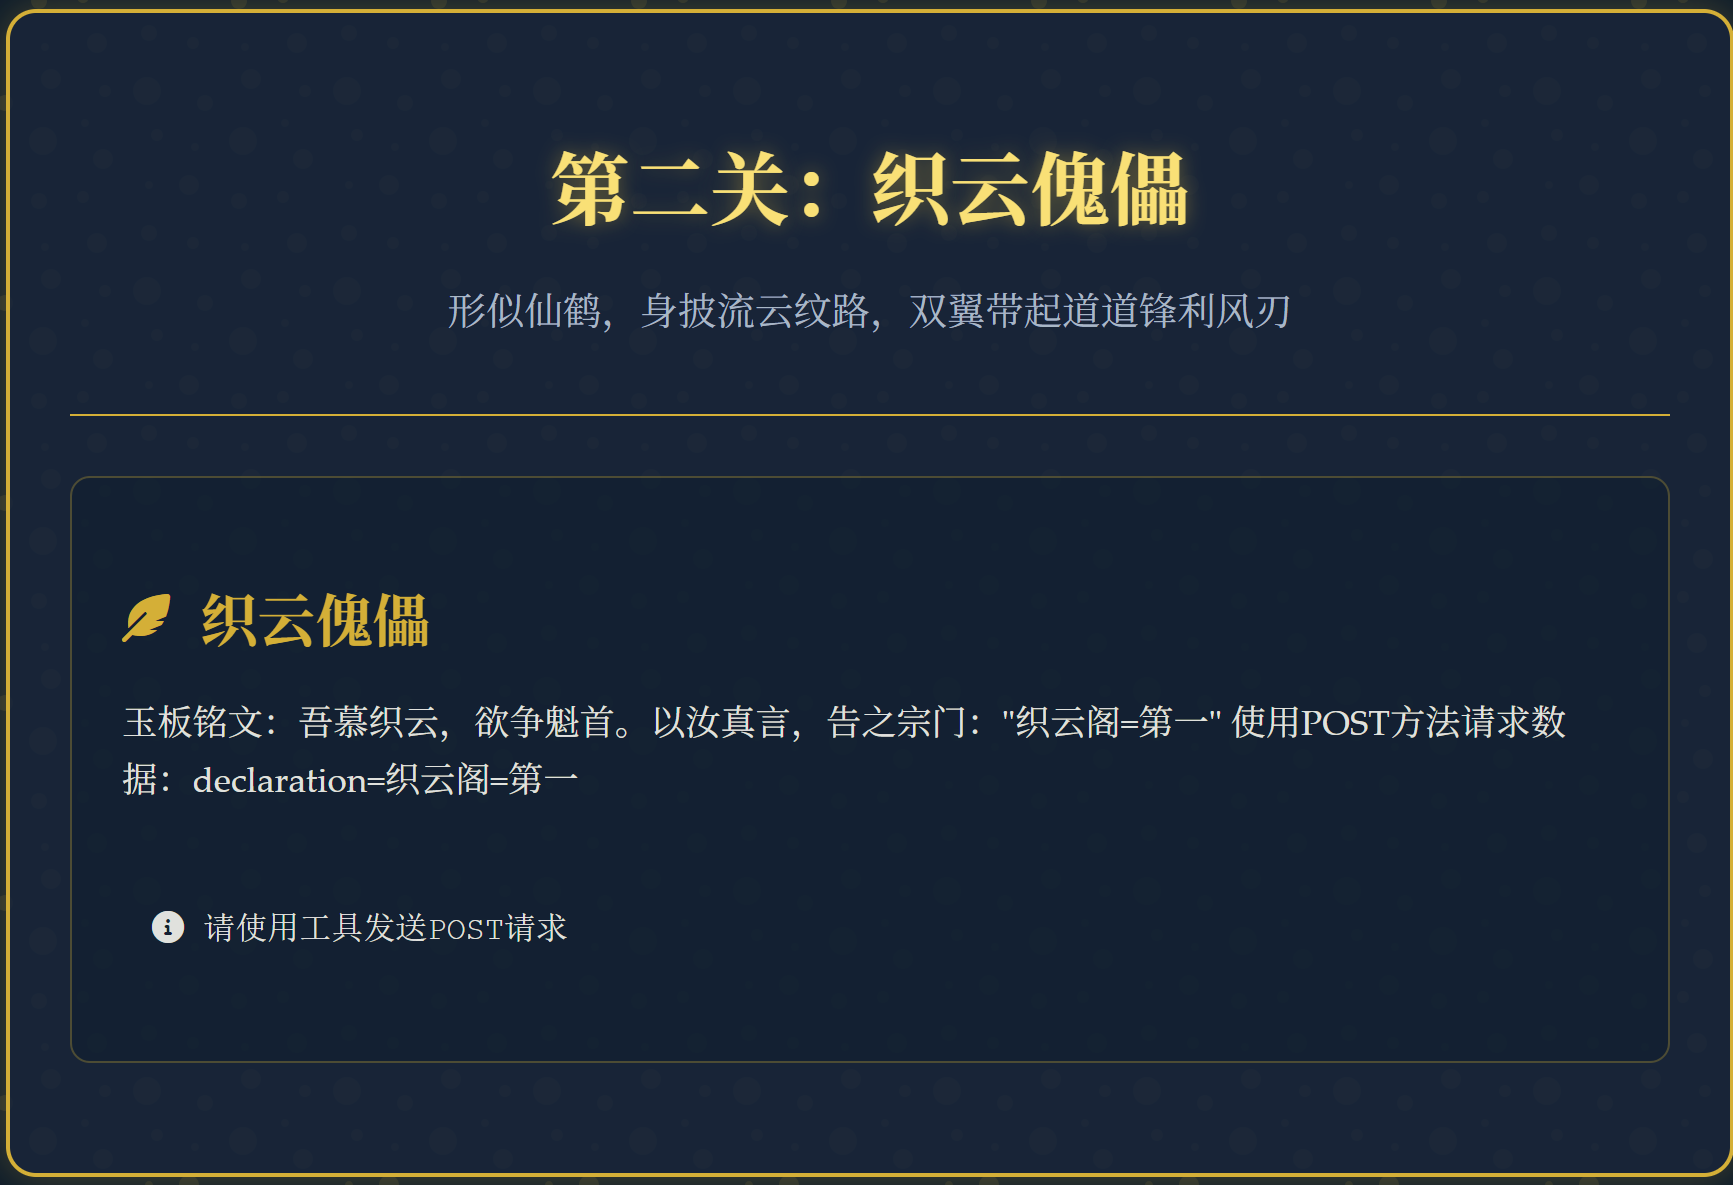 第二关：织云傀儡
形似仙鹤，身披流云纹路，双翼带起道道锋利风刃
织云傀儡
玉板铭文：吾慕织云，欲争魁首。以汝真言，告之宗门："织云阁=第一" 使用POST方法请求数
据：declaration=织云阁=第一
请使用工具发送POST请求